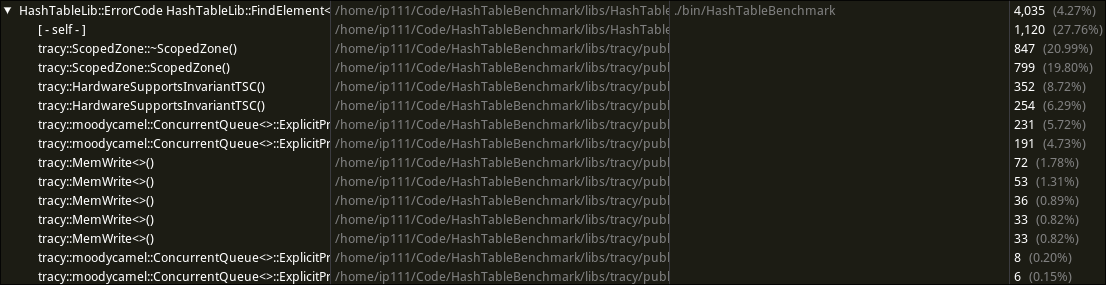 ▼ HashTableLib::ErrorCode HashTableLib::FindElement< /home/ip111/Code/HashTableBenchmark/libs/HashTable ./bin/HashTableBenchmark 4,035 (4.27%)
[ - self - ] /home/ip111/Code/HashTableBenchmark/libs/HashTable 1,120 (27.76%)
tracy::ScopedZone::~ScopedZone() /home/ip111/Code/HashTableBenchmark/libs/tracy/publ 847 (20.99%)
tracy::ScopedZone::ScopedZone() /home/ip111/Code/HashTableBenchmark/libs/tracy/publ 799 (19.80%)
tracy::HardwareSupportsInvariantTSC() /home/ip111/Code/HashTableBenchmark/libs/tracy/publ 352 (8.72%)
tracy::HardwareSupportsInvariantTSC() /home/ip111/Code/HashTableBenchmark/libs/tracy/publ 254 (6.29%)
tracy::moodycamel::ConcurrentQueue<>::ExplicitPr /home/ip111/Code/HashTableBenchmark/libs/tracy/publ 231 (5.72%)
tracy::moodycamel::ConcurrentQueue<>::ExplicitPr /home/ip111/Code/HashTableBenchmark/libs/tracy/publ 191 (4.73%)
tracy::MemWrite<>() /home/ip111/Code/HashTableBenchmark/libs/tracy/publ 72 (1.78%)
tracy::MemWrite<>() /home/ip111/Code/HashTableBenchmark/libs/tracy/publ 53 (1.31%)
tracy::MemWrite<>() /home/ip111/Code/HashTableBenchmark/libs/tracy/publ 36 (0.89%)
tracy::MemWrite<>() /home/ip111/Code/HashTableBenchmark/libs/tracy/publ 33 (0.82%)
tracy::MemWrite<>() /home/ip111/Code/HashTableBenchmark/libs/tracy/publ 33 (0.82%)
tracy::moodycamel::ConcurrentQueue<>::ExplicitPr /home/ip111/Code/HashTableBenchmark/libs/tracy/publ 8 (0.20%)
tracy::moodycamel::ConcurrentQueue<>::ExplicitPr /home/ip111/Code/HashTableBenchmark/libs/tracy/publ 6 (0.15%)